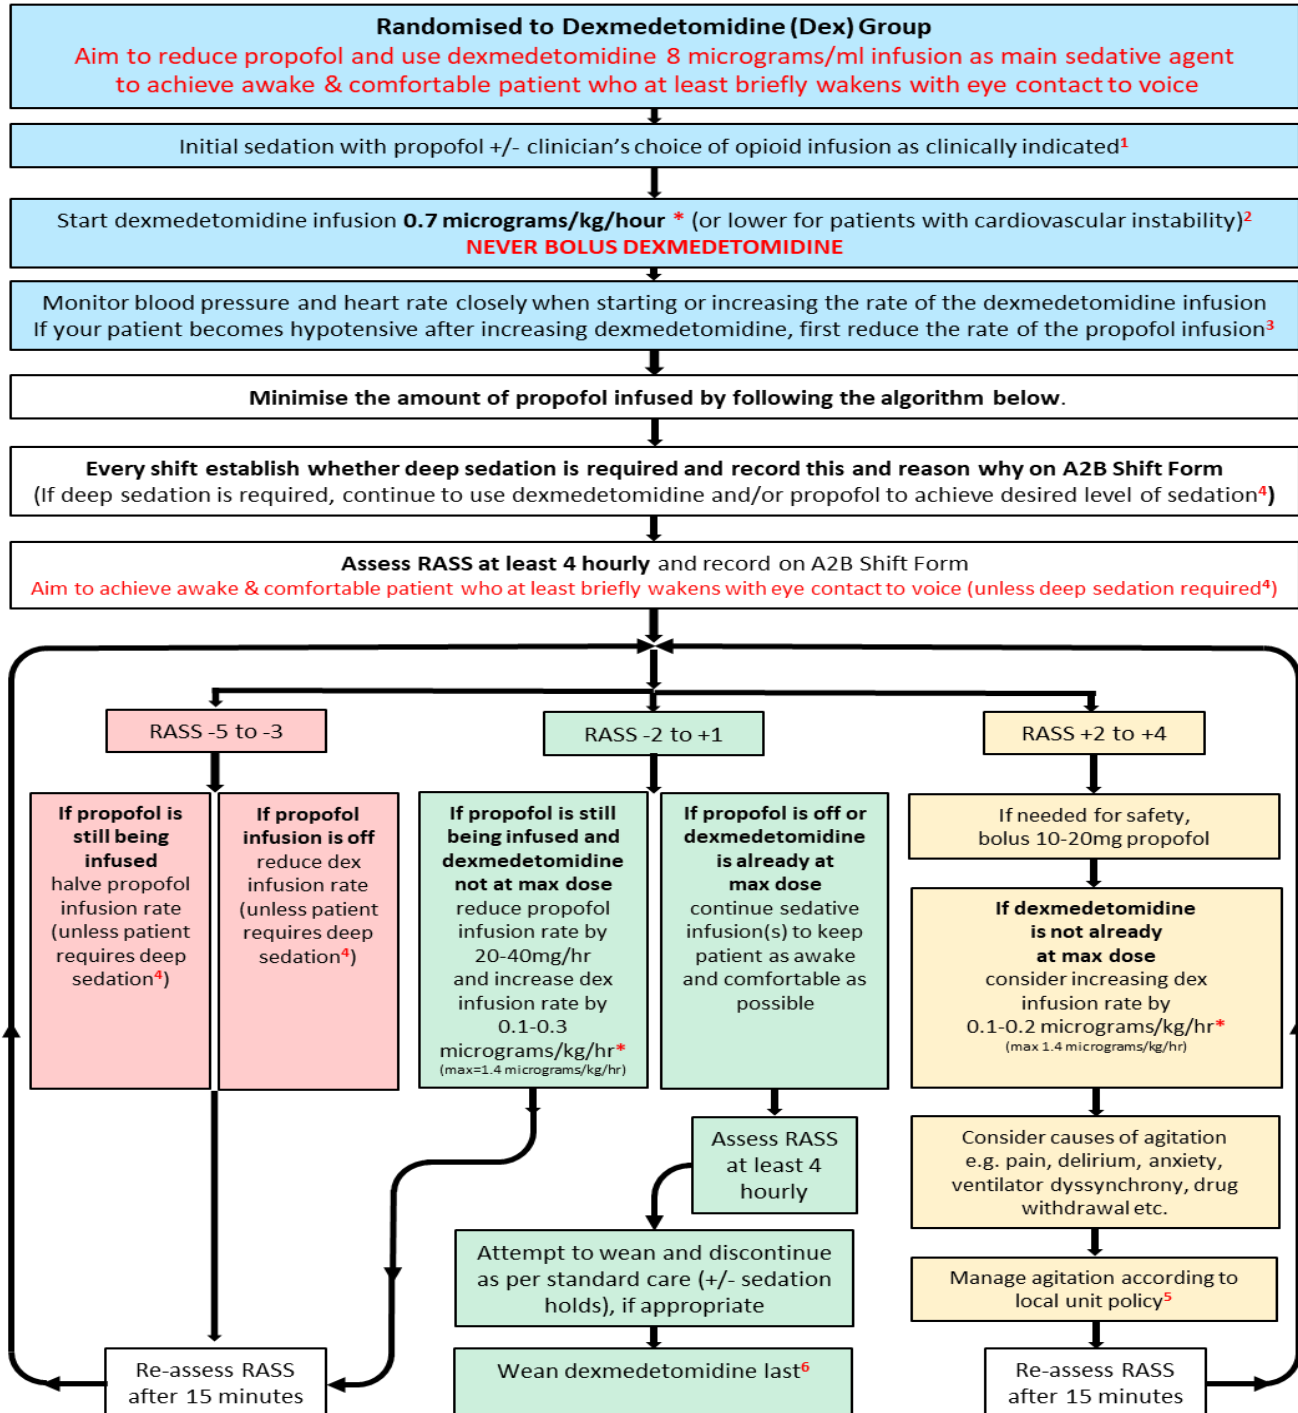 Randomised to Dexmedetomidine (Dex) Group
Aim to reduce propofol and use dexmedetomidine 8 micrograms/ml infusion as main sedative agent
to achieve awake & comfortable patient who at least briefly wakens with eye contact to voice
Initial sedation with propofol +/- clinician's choice of opioid infusion as clinically indicated1
Start dexmedetomidine infusion 0.7 micrograms/kg/hour * (or lower for patients with cardiovascular instability)2
NEVER BOLUS DEXMEDETOMIDINE
Monitor blood pressure and heart rate closely when starting or increasing the rate of the dexmedetomidine infusion
If your patient becomes hypotensive after increasing dexmedetomidine, first reduce the rate of the propofol infusion3
Minimise the amount of propofol infused by following the algorithm below.
Every shift establish whether deep sedation is required and record this and reason why on A2B Shift Form
(If deep sedation is required, continue to use dexmedetomidine and/or propofol to achieve desired level of sedation4)
Assess RASS at least 4 hourly and record on A2B Shift Form
Aim to achieve awake & comfortable patient who at least briefly wakens with eye contact to voice (unless deep sedation required4)
RASS -5 to -3
If propofol is
still being
infused
halve propofol
infusion rate
(unless patient
requires deep
sedation4)
If propofol
infusion is off
reduce dex
infusion rate
(unless patient
requires deep
sedation4)
RASS -2 to +1
If propofol is still
being infused and
dexmedetomidine
not at max dose
reduce propofol
infusion rate by
20-40mg/hr
and increase dex
infusion rate by
0.1-0.3
micrograms/kg/hr*
(max=1.4 micrograms/kg/hr)
If propofol is off or
dexmedetomidine
is already at
max dose
continue sedative
infusion(s) to keep
patient as awake
and comfortable as
possible
Assess RASS
at least 4
hourly
Attempt to wean and discontinue
as per standard care (+/- sedation
holds), if appropriate
Wean dexmedetomidine last6
RASS +2 to +4
If needed for safety,
bolus 10-20mg propofol
If dexmedetomidine
is not already
at max dose
consider increasing dex
infusion rate by
0.1-0.2 micrograms/kg/hr*
(max 1.4 micrograms/kg/hr)
Consider causes of agitation
e.g. pain, delirium, anxiety,
ventilator dyssynchrony, drug
withdrawal etc.
Manage agitation according to
local unit policy5
Re-assess RASS
after 15 minutes
Re-assess RASS
after 15 minutes